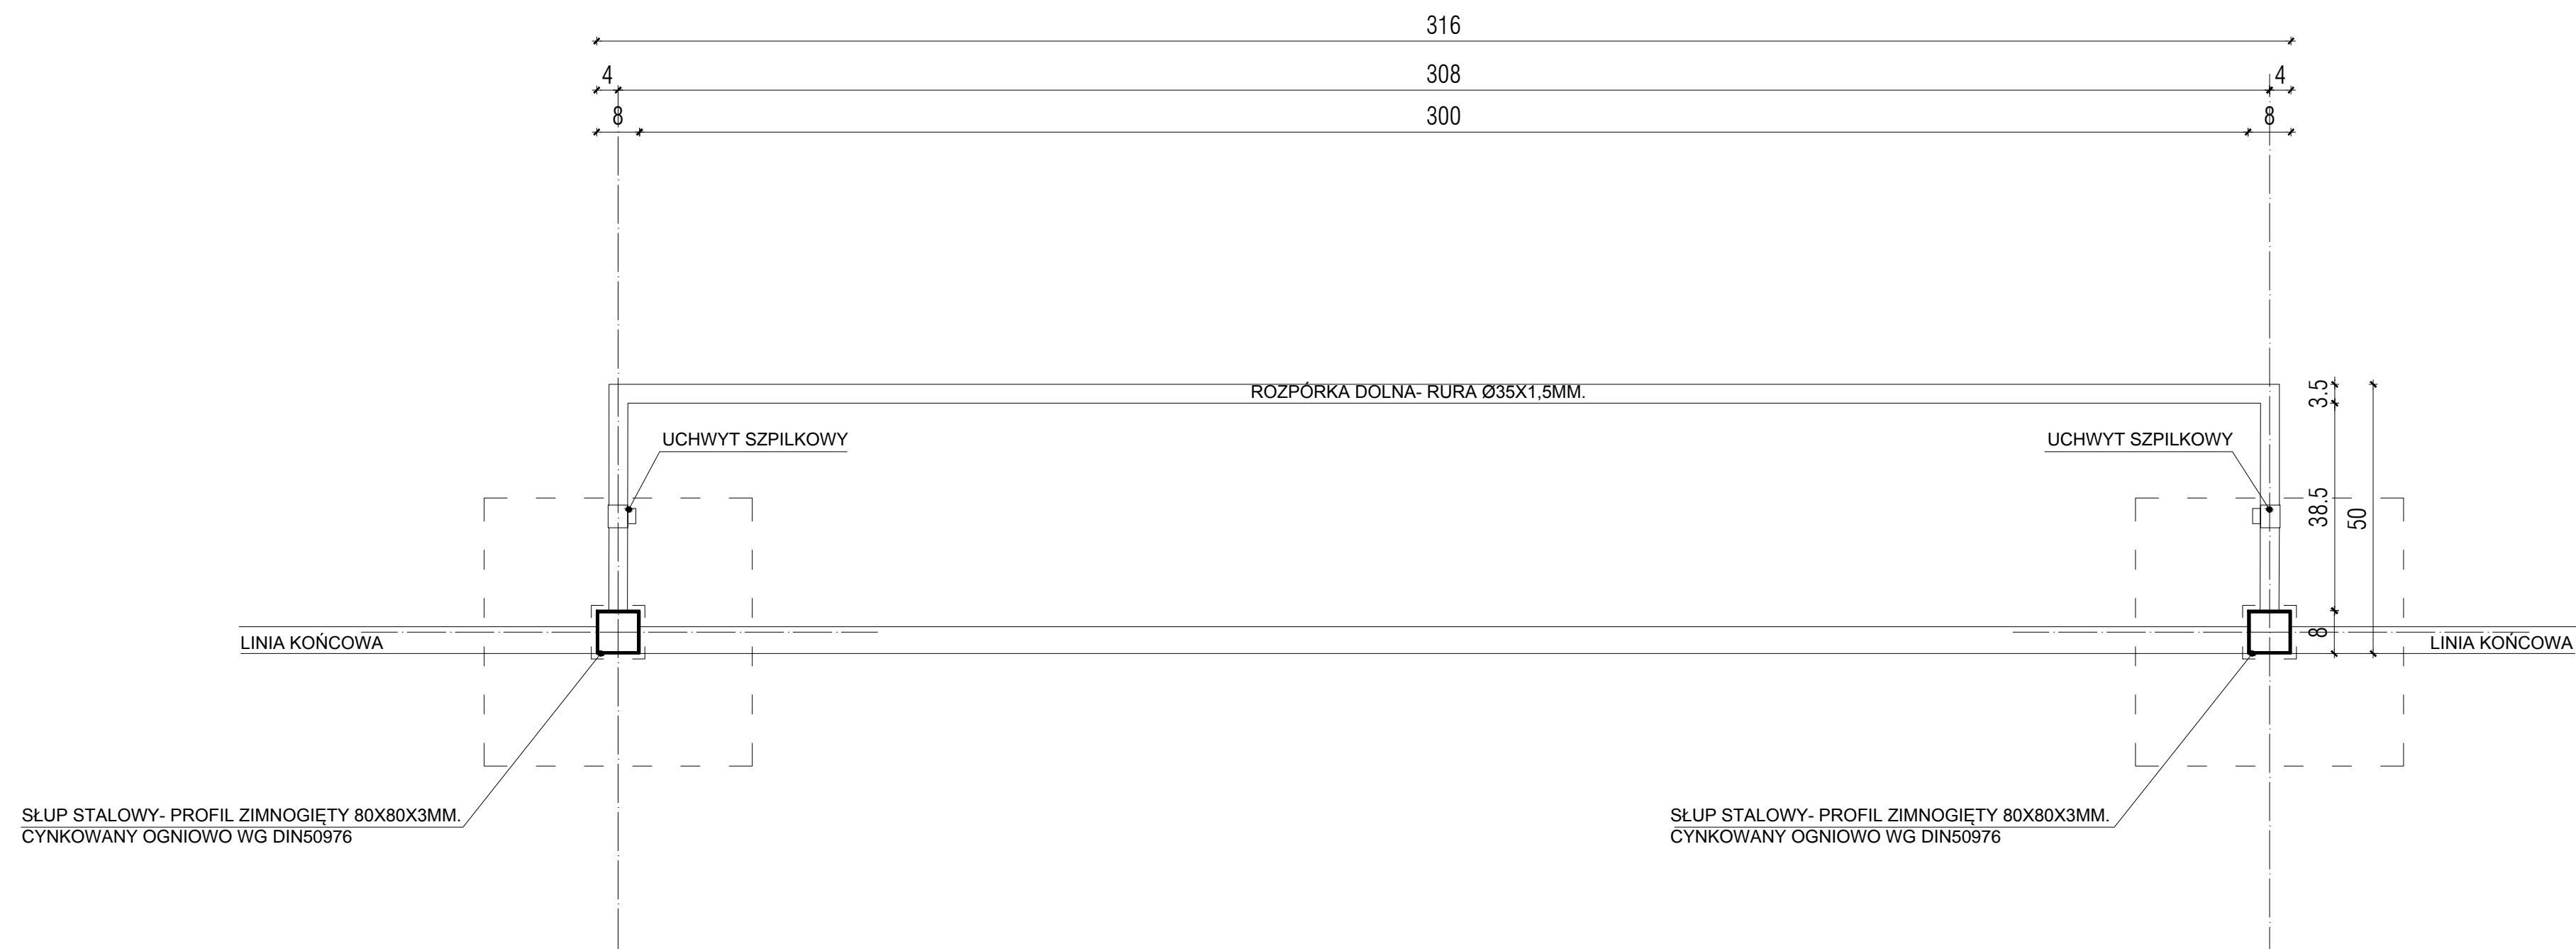 316
4
308
4
8
300
8
ROZPÓRKA DOLNA- RURA Ø35X1,5MM.
3.5
UCHWYT SZPILKOWY
UCHWYT SZPILKOWY
38.5
50
8
LINIA KOŃCOWA
LINIA KOŃCOWA
SŁUP STALOWY- PROFIL ZIMNOGIĘTY 80X80X3MM.
CYNKOWANY OGNIOWO WG DIN50976
SŁUP STALOWY- PROFIL ZIMNOGIĘTY 80X80X3MM.
CYNKOWANY OGNIOWO WG DIN50976